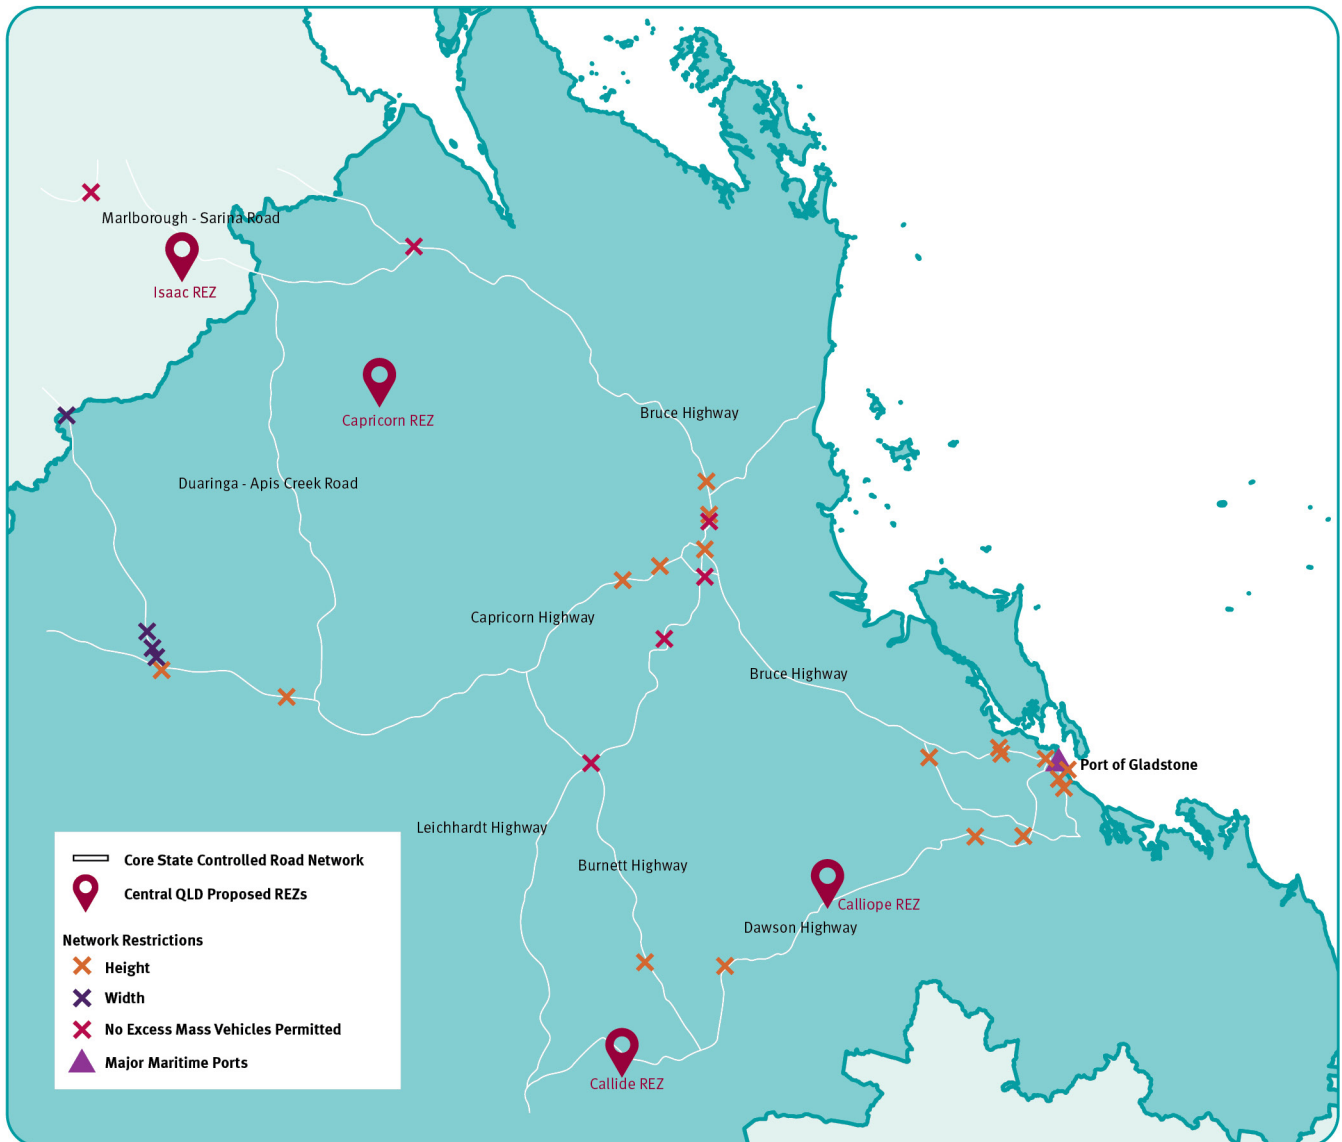 Marlborough - Sarina Road
Isaac REZ
Capricorn REZ
Bruce Highway
Duaringa - Apis Creek Road
Capricorn Highway
Bruce Highway
Port of Gladstone
Leichhardt Highway
Burnett Highway
Calliope REZ
Dawson Highway
Callide REZ
Core State Controlled Road Network
Central QLD Proposed REZs
Network Restrictions
Height
Width
No Excess Mass Vehicles Permitted
Major Maritime Ports